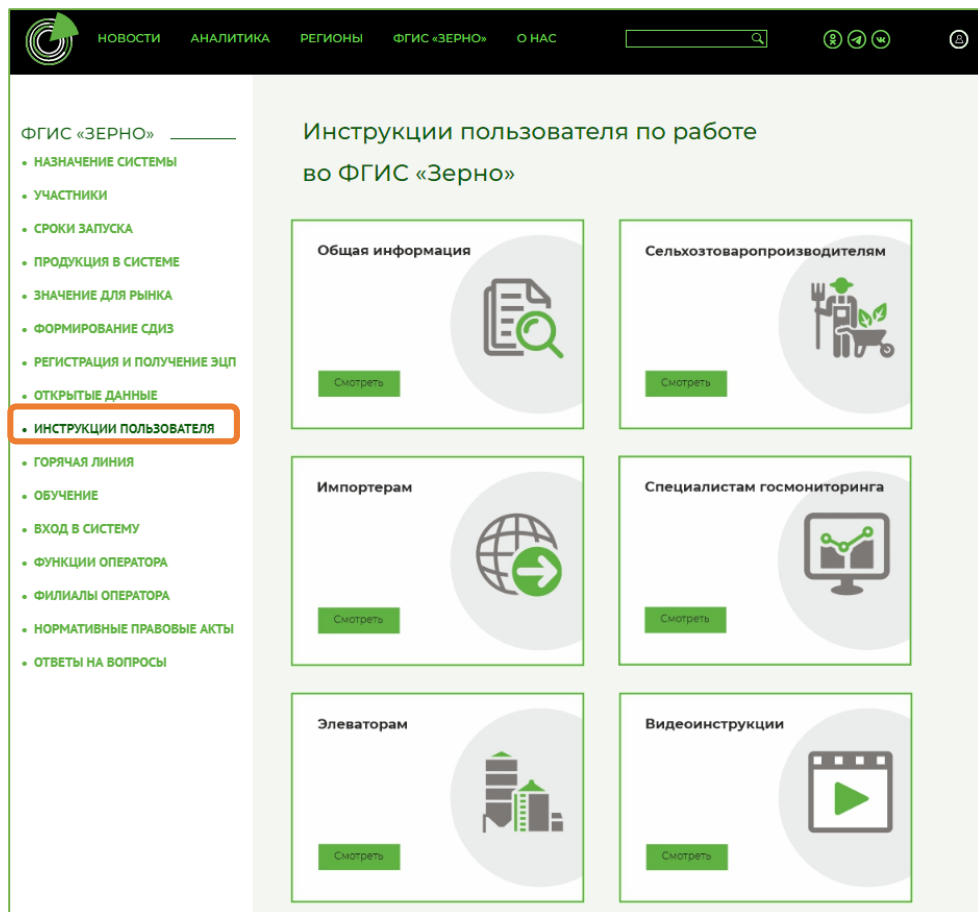 НОВОСТИ АНАЛИТИКА РЕГИОНЫ ФГИС «ЗЕРНО» О НАС
ФГИС «ЗЕРНО»
• НАЗНАЧЕНИЕ СИСТЕМЫ
• УЧАСТНИКИ
• СРОКИ ЗАПУСКА
• ПРОДУКЦИЯ В СИСТЕМЕ
• ЗНАЧЕНИЕ ДЛЯ РЫНКА
• ФОРМИРОВАНИЕ СДИЗ
• РЕГИСТРАЦИЯ И ПОЛУЧЕНИЕ ЭЦП
• ОТКРЫТЫЕ ДАННЫЕ
• ИНСТРУКЦИИ ПОЛЬЗОВАТЕЛЯ
• ГОРЯЧАЯ ЛИНИЯ
• ОБУЧЕНИЕ
• ВХОД В СИСТЕМУ
• ФУНКЦИИ ОПЕРАТОРА
• ФИЛИАЛЫ ОПЕРАТОРА
• НОРМАТИВНЫЕ ПРАВОВЫЕ АКТЫ
• ОТВЕТЫ НА ВОПРОСЫ
Инструкции пользователя по работе
во ФГИС «Зерно»
Общая информация
Смотреть
Сельхозтоваропроизводителям
Смотреть
Импортерам
Смотреть
Специалистам госмониторинга
Смотреть
Элеваторам
Смотреть
Видеоинструкции
Смотреть